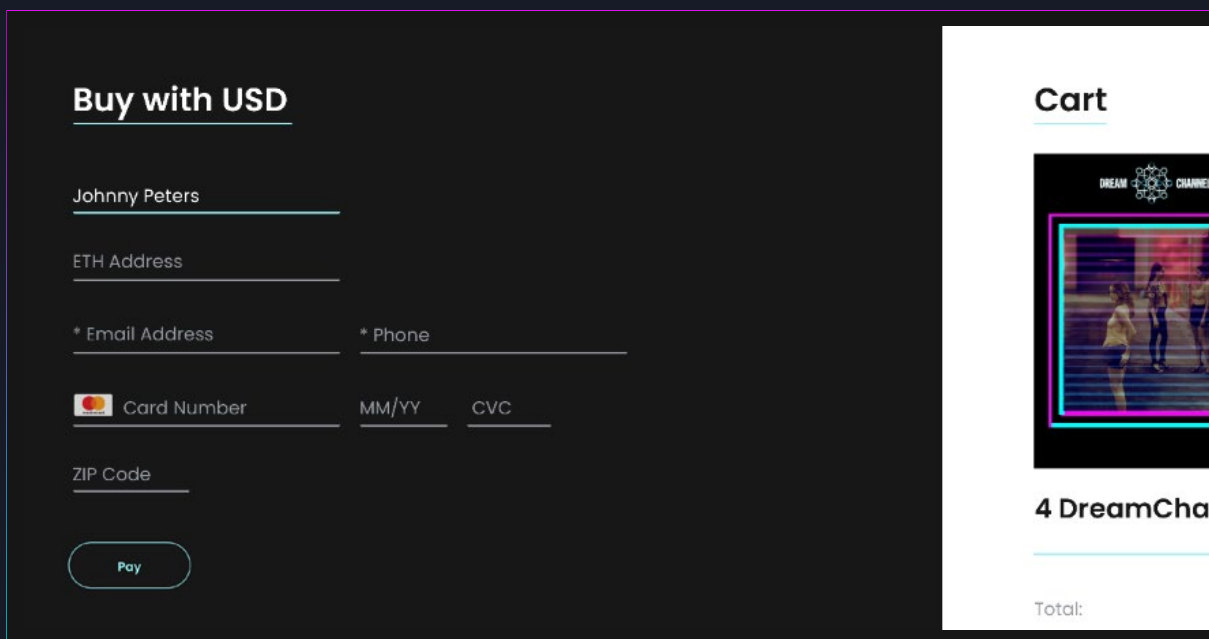 Buy with USD
Johnny Peters
ETH Address
* Email Address
* Phone
Card Number
MM/YY
CVC
ZIP Code
Pay
Cart
DREAM CHANNEL
4 DreamCha
Total: